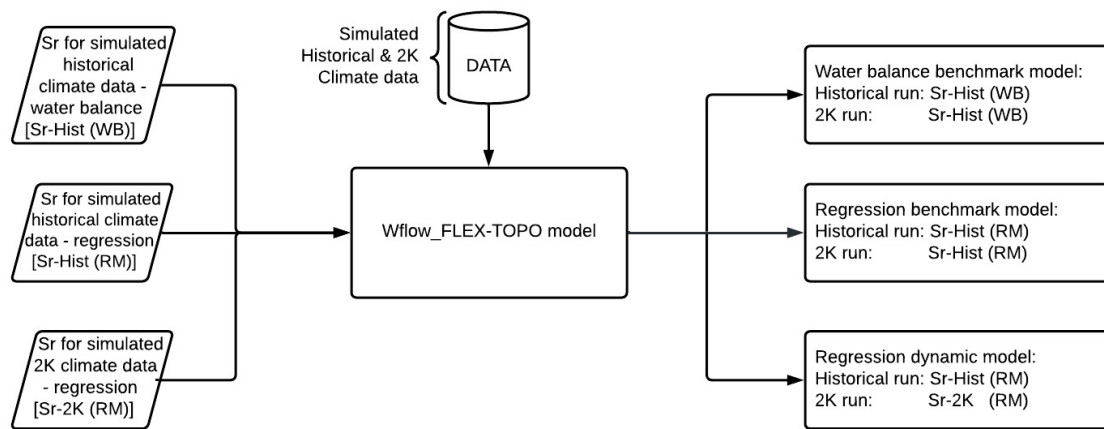 Sr for simulated
historical
climate data -
water balance
[Sr-Hist (WB)]
Sr for simulated
historical climate
data - regression
[Sr-Hist (RM)]
Sr for simulated
2K climate data
- regression
[Sr-2K (RM)]
Simulated
Historical & 2K
Climate data
DATA
Wflow_FLEX-TOPO model
Water balance benchmark model:
Historical run: Sr-Hist (WB)
2K run: Sr-Hist (WB)
Regression benchmark model:
Historical run: Sr-Hist (RM)
2K run: Sr-Hist (RM)
Regression dynamic model:
Historical run: Sr-Hist (RM)
2K run: Sr-2K (RM)